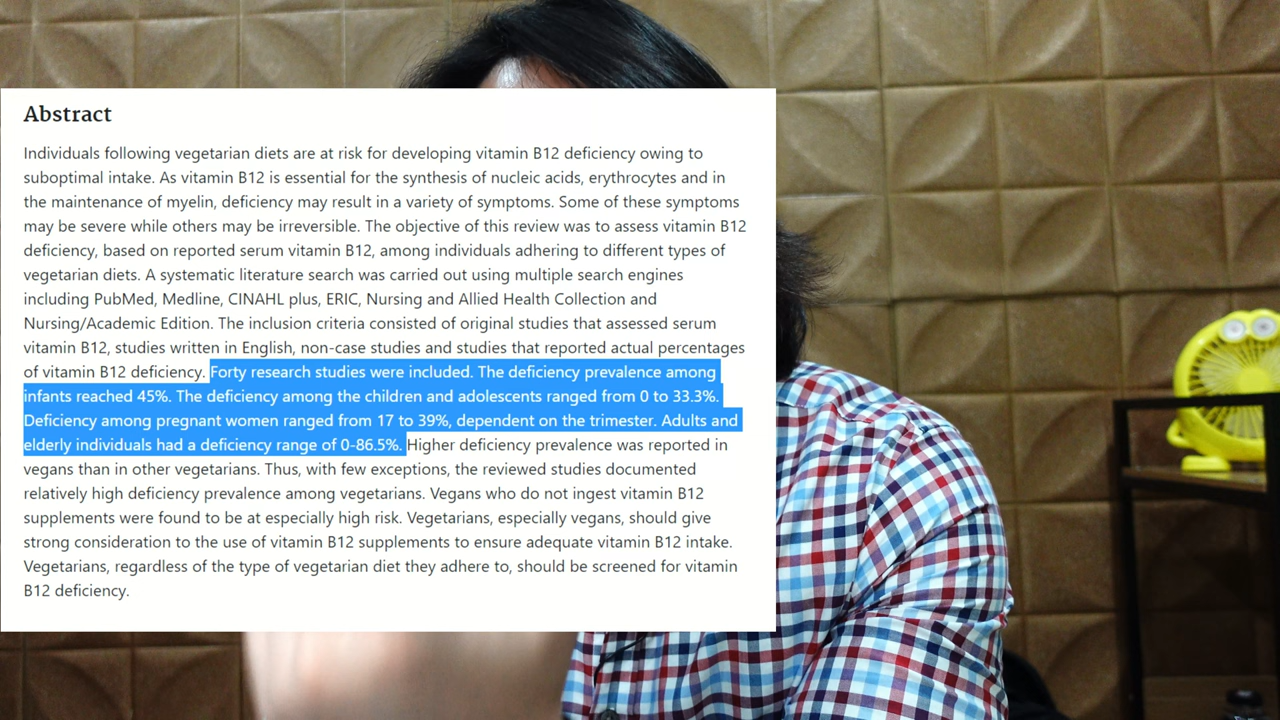 Abstract
Individuals following vegetarian diets are at risk for developing vitamin B12 deficiency owing to
suboptimal intake. As vitamin B12 is essential for the synthesis of nucleic acids, erythrocytes and in
the maintenance of myelin, deficiency may result in a variety of symptoms. Some of these symptoms
may be severe while others may be irreversible. The objective of this review was to assess vitamin B12
deficiency, based on reported serum vitamin B12, among individuals adhering to different types of
vegetarian diets. A systematic literature search was carried out using multiple search engines
including PubMed, Medline, CINAHL plus, ERIC, Nursing and Allied Health Collection and
Nursing/Academic Edition. The inclusion criteria consisted of original studies that assessed serum
vitamin B12, studies written in English, non-case studies and studies that reported actual percentages
of vitamin B12 deficiency. Forty research studies were included. The deficiency prevalence among
infants reached 45%. The deficiency among the children and adolescents ranged from 0 to 33.3%.
Deficiency among pregnant women ranged from 17 to 39%, dependent on the trimester. Adults and
elderly individuals had a deficiency range of 0-86.5%. Higher deficiency prevalence was reported in
vegans than in other vegetarians. Thus, with few exceptions, the reviewed studies documented
relatively high deficiency prevalence among vegetarians. Vegans who do not ingest vitamin B12
supplements were found to be at especially high risk. Vegetarians, especially vegans, should give
strong consideration to the use of vitamin B12 supplements to ensure adequate vitamin B12 intake.
Vegetarians, regardless of the type of vegetarian diet they adhere to, should be screened for vitamin
B12 deficiency.